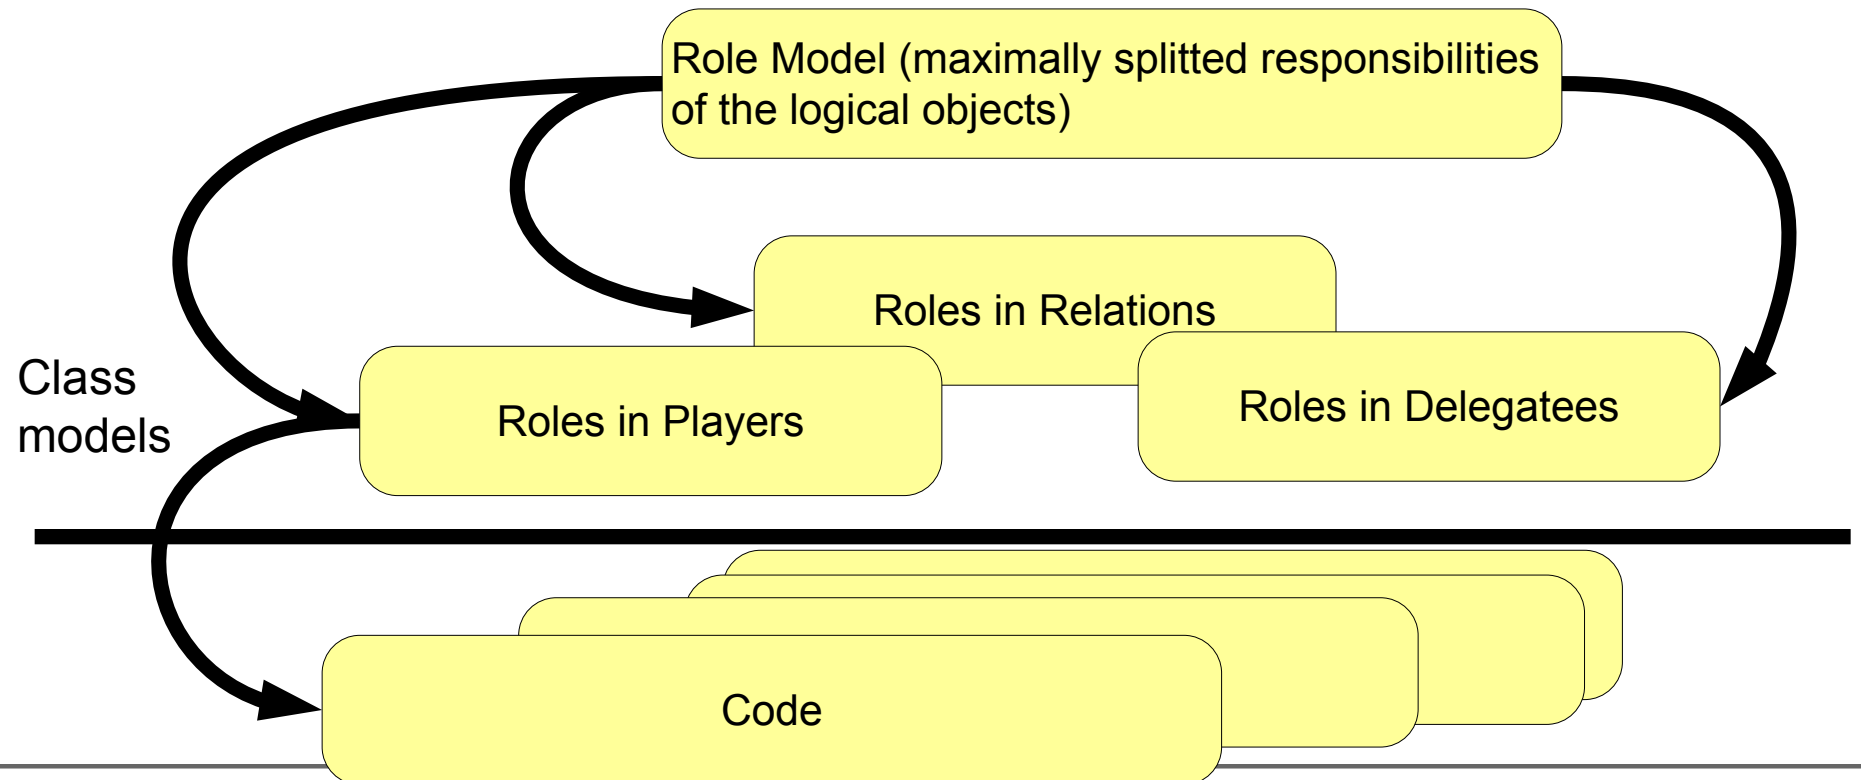 Role Model (maximally splitted responsibilities
of the logical objects)
Roles in Relations
Class
models
Roles in Players
Roles in Delegatees
Code